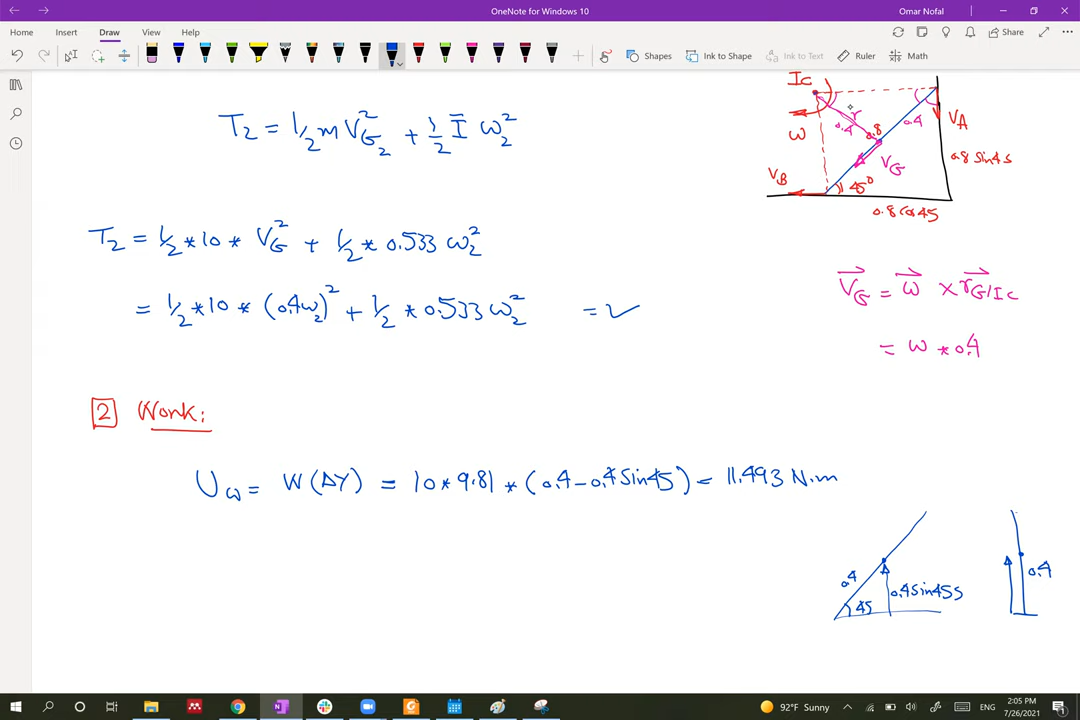 OneNote for Windows 10
Omar Nofal
Home Insert Draw View Help
Share
Shapes Ink to Shape Ink to Text Ruler Math
T2 = 1/2 m VG2² + 1/2 Ī ω2²
T2 = 1/2 * 10 * VG² + 1/2 * 0.533 ω2²
= 1/2 * 10 * (0.4ω2)² + 1/2 * 0.533 ω2² = ✓
Ic
r
0.4
0.8
0.4
VA
ω
VG
0.8 sin45
VB
45°
0.8 cos45
VG = ω × rG/Ic
= ω * 0.4
2 Work:
Uω = W(ΔY) = 10 * 9.81 * (0.4 - 0.4 sin45) = 11.493 N.m
0.4
45
0.4 sin45
0.4
92°F Sunny
2:05 PM
7/26/2021
1